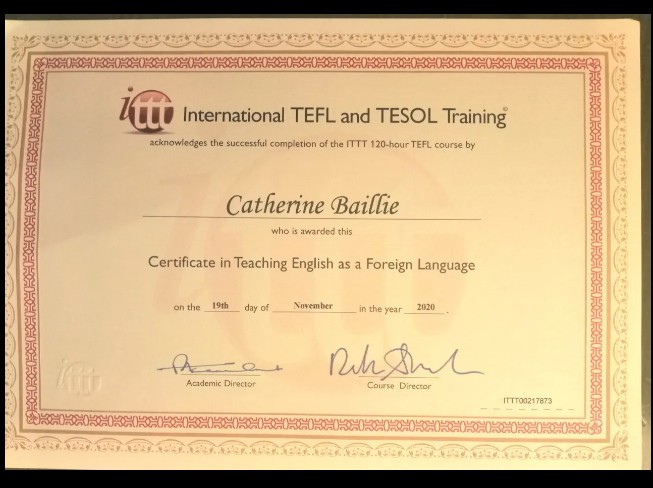 ittt International TEFL and TESOL Training©
acknowledges the successful completion of the ITTT 120-hour TEFL course by
Catherine Baillie
who is awarded this
Certificate in Teaching English as a Foreign Language
on the 19th day of November in the year 2020 .
Academic Director Course Director
ittt
ITTT00217873